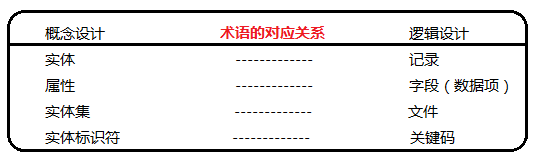 概念设计 术语的对应关系 逻辑设计
实体 ------------- 记录
属性 ------------- 字段（数据项）
实体集 ------------- 文件
实体标识符 ------------- 关键码